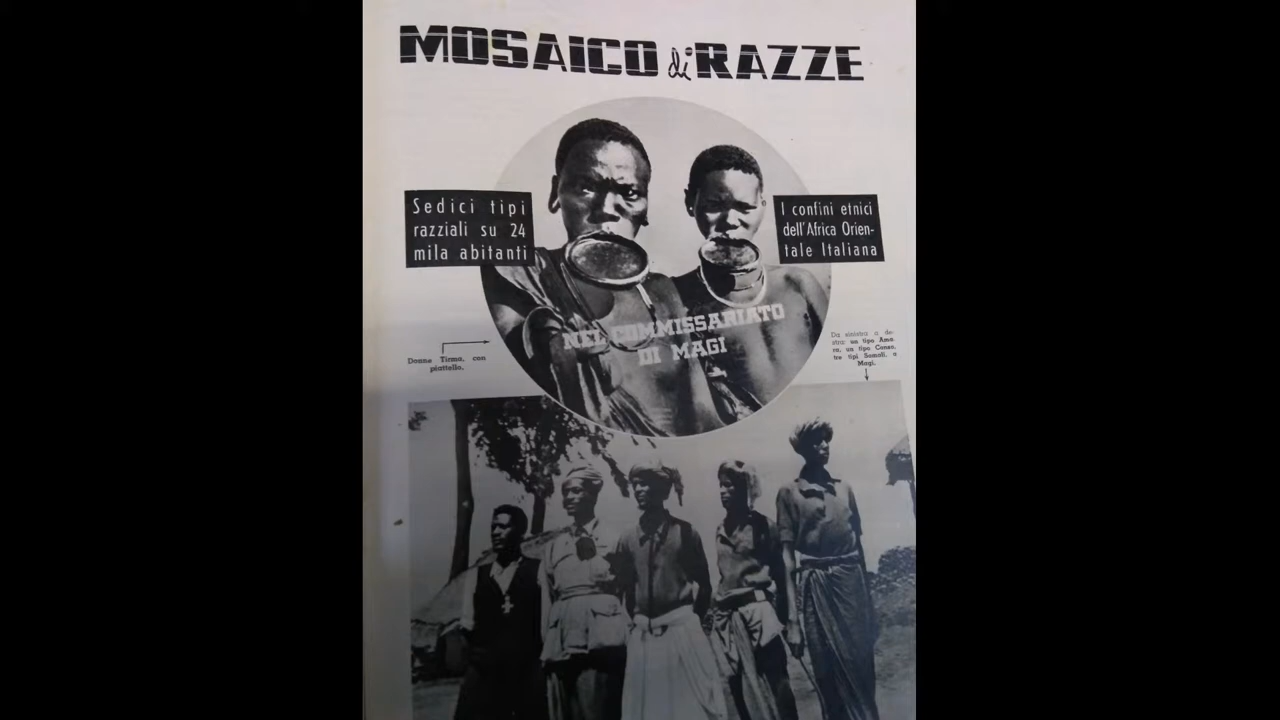 MOSAICO di RAZZE
Sedici tipi
razziali su 24
mila abitanti
I confini etnici
dell'Africa Orien-
tale Italiana
NEL COMMISSARIATO
DI MAGI
Donne Tirma, con
piattello.
Da sinistra a de-
stra: un tipo Ama
ra, un tipo Canso,
tre tipi Somali, a
Magi.